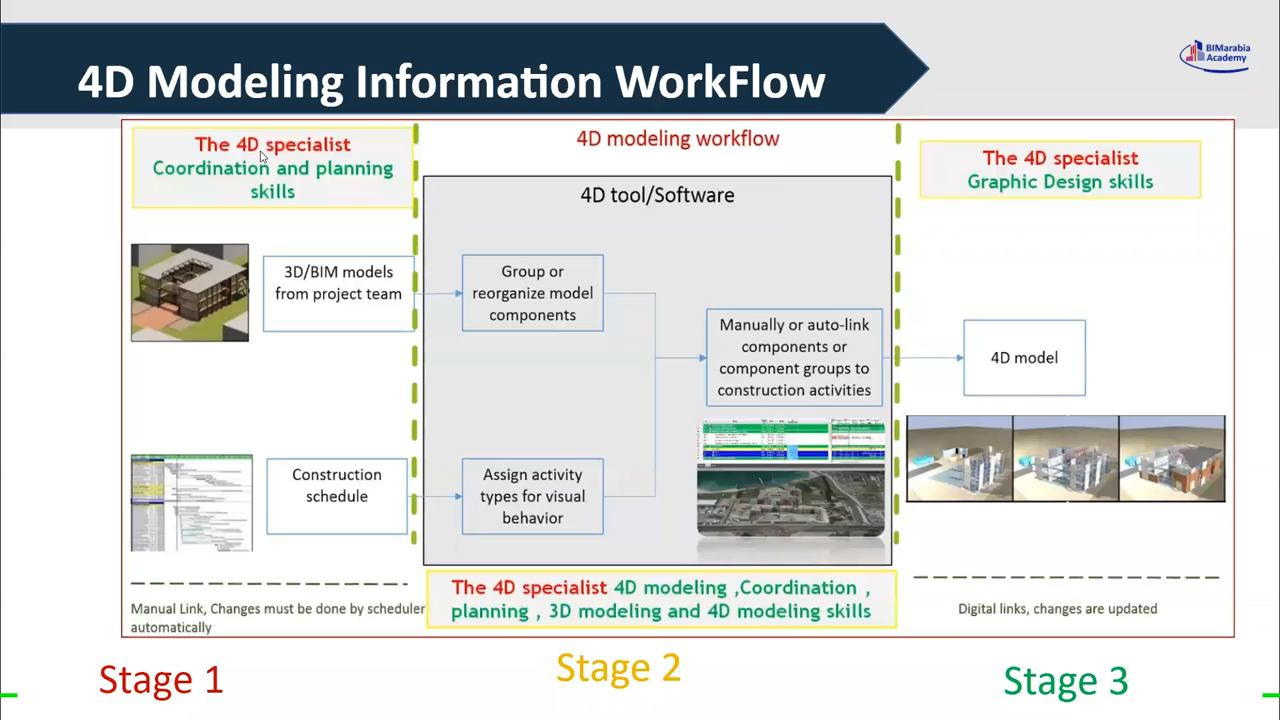 4D Modeling Information WorkFlow
BIMarabia
Academy
The 4D specialist
Coordination and planning
skills
3D/BIM models
from project team
Construction
schedule
Manual Link, Changes must be done by scheduler
automatically
4D modeling workflow
4D tool/Software
Group or
reorganize model
components
Assign activity
types for visual
behavior
Manually or auto-link
components or
component groups to
construction activities
The 4D specialist 4D modeling ,Coordination ,
planning , 3D modeling and 4D modeling skills
The 4D specialist
Graphic Design skills
4D model
Digital links, changes are updated
Stage 1
Stage 2
Stage 3